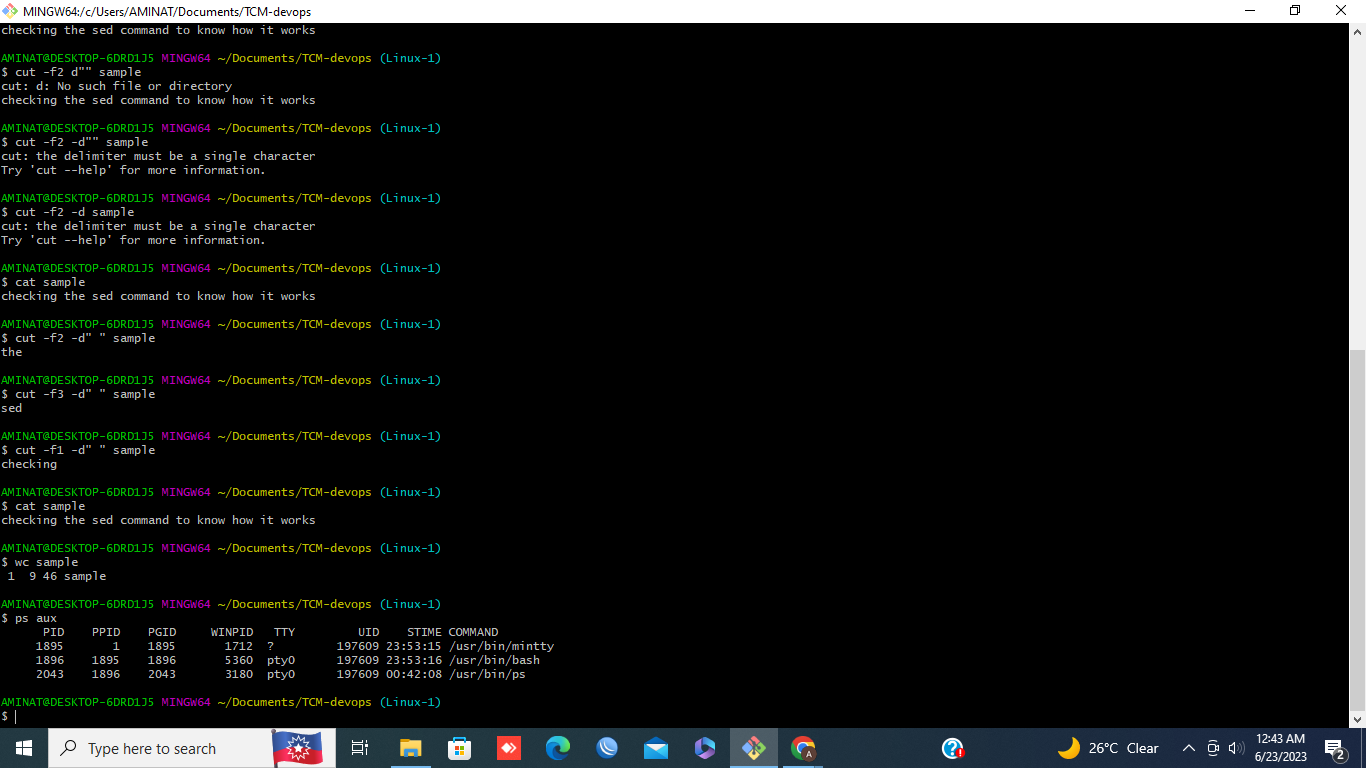 MINGW64:/c/Users/AMINAT/Documents/TCM-devops
checking the sed command to know how it works
AMINAT@DESKTOP-6DRD1J5 MINGW64 ~/Documents/TCM-devops (Linux-1)
$ cut -f2 d"" sample
cut: d: No such file or directory
checking the sed command to know how it works
AMINAT@DESKTOP-6DRD1J5 MINGW64 ~/Documents/TCM-devops (Linux-1)
$ cut -f2 -d"" sample
cut: the delimiter must be a single character
Try 'cut --help' for more information.
AMINAT@DESKTOP-6DRD1J5 MINGW64 ~/Documents/TCM-devops (Linux-1)
$ cut -f2 -d sample
cut: the delimiter must be a single character
Try 'cut --help' for more information.
AMINAT@DESKTOP-6DRD1J5 MINGW64 ~/Documents/TCM-devops (Linux-1)
$ cat sample
checking the sed command to know how it works
AMINAT@DESKTOP-6DRD1J5 MINGW64 ~/Documents/TCM-devops (Linux-1)
$ cut -f2 -d" " sample
the
AMINAT@DESKTOP-6DRD1J5 MINGW64 ~/Documents/TCM-devops (Linux-1)
$ cut -f3 -d" " sample
sed
AMINAT@DESKTOP-6DRD1J5 MINGW64 ~/Documents/TCM-devops (Linux-1)
$ cut -f1 -d" " sample
checking
AMINAT@DESKTOP-6DRD1J5 MINGW64 ~/Documents/TCM-devops (Linux-1)
$ cat sample
checking the sed command to know how it works
AMINAT@DESKTOP-6DRD1J5 MINGW64 ~/Documents/TCM-devops (Linux-1)
$ wc sample
1 9 46 sample
AMINAT@DESKTOP-6DRD1J5 MINGW64 ~/Documents/TCM-devops (Linux-1)
$ ps aux
PID PPID PGID WINPID TTY UID STIME COMMAND
1895 1 1895 1712 ? 197609 23:53:15 /usr/bin/mintty
1896 1895 1896 5360 pty0 197609 23:53:16 /usr/bin/bash
2043 1896 2043 3180 pty0 197609 00:42:08 /usr/bin/ps
AMINAT@DESKTOP-6DRD1J5 MINGW64 ~/Documents/TCM-devops (Linux-1)
$
Type here to search
A
26°C Clear
12:43 AM
6/23/2023
2